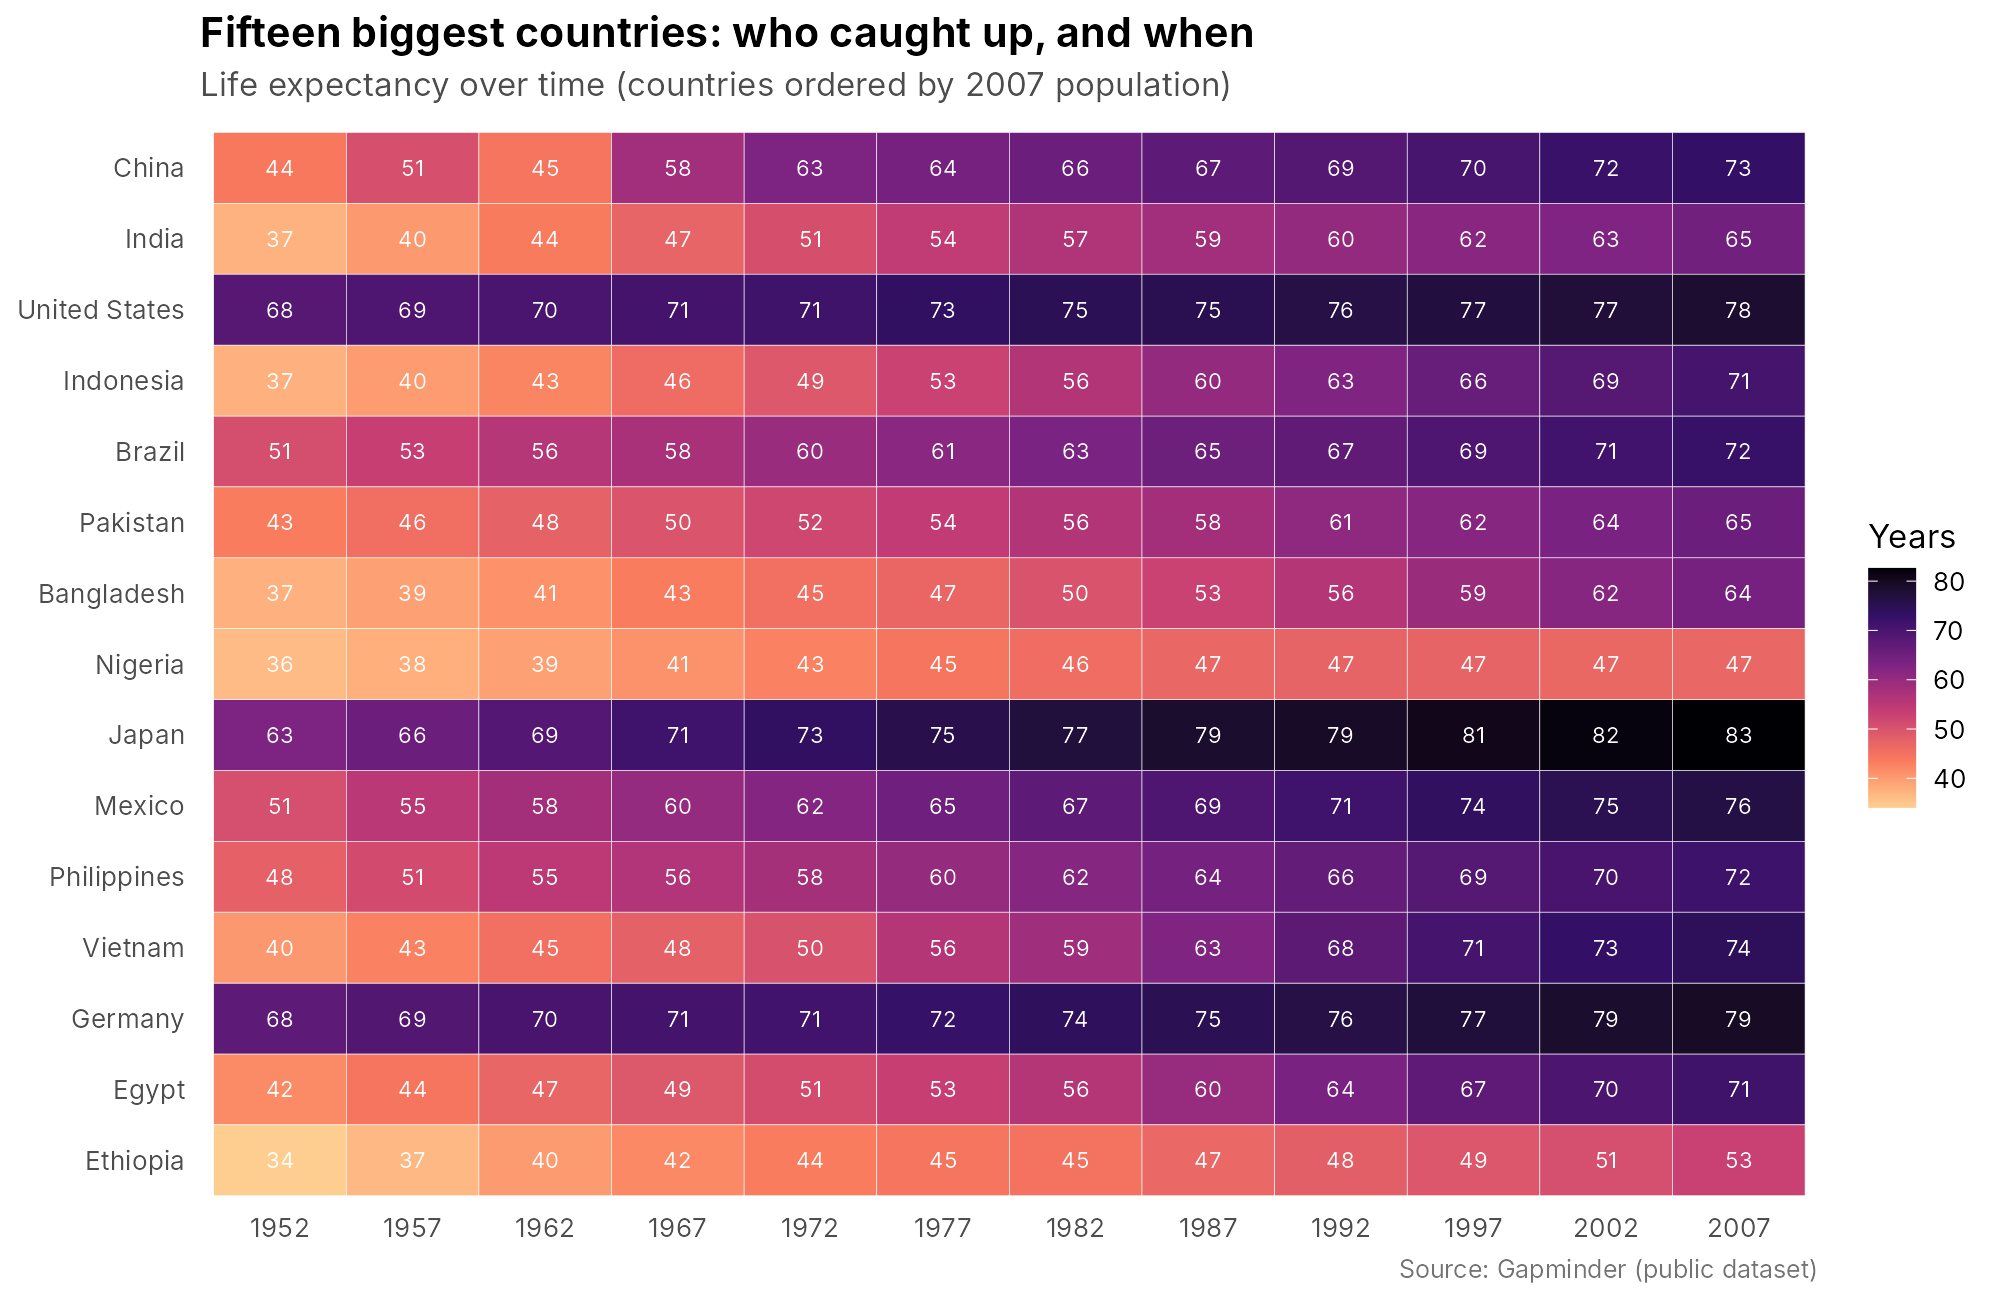 Fifteen biggest countries: who caught up, and when
Life expectancy over time (countries ordered by 2007 population)
China 44 51 45 58 63 64 66 67 69 70 72 73
India 37 40 44 47 51 54 57 59 60 62 63 65
United States 68 69 70 71 71 73 75 75 76 77 77 78
Indonesia 37 40 43 46 49 53 56 60 63 66 69 71
Brazil 51 53 56 58 60 61 63 65 67 69 71 72
Pakistan 43 46 48 50 52 54 56 58 61 62 64 65
Bangladesh 37 39 41 43 45 47 50 53 56 59 62 64
Nigeria 36 38 39 41 43 45 46 47 47 47 47 47
Japan 63 66 69 71 73 75 77 79 79 81 82 83
Mexico 51 55 58 60 62 65 67 69 71 74 75 76
Philippines 48 51 55 56 58 60 62 64 66 69 70 72
Vietnam 40 43 45 48 50 56 59 63 68 71 73 74
Germany 68 69 70 71 71 72 74 75 76 77 79 79
Egypt 42 44 47 49 51 53 56 60 64 67 70 71
Ethiopia 34 37 40 42 44 45 45 47 48 49 51 53
1952 1957 1962 1967 1972 1977 1982 1987 1992 1997 2002 2007
Years
80
70
60
50
40
Source: Gapminder (public dataset)